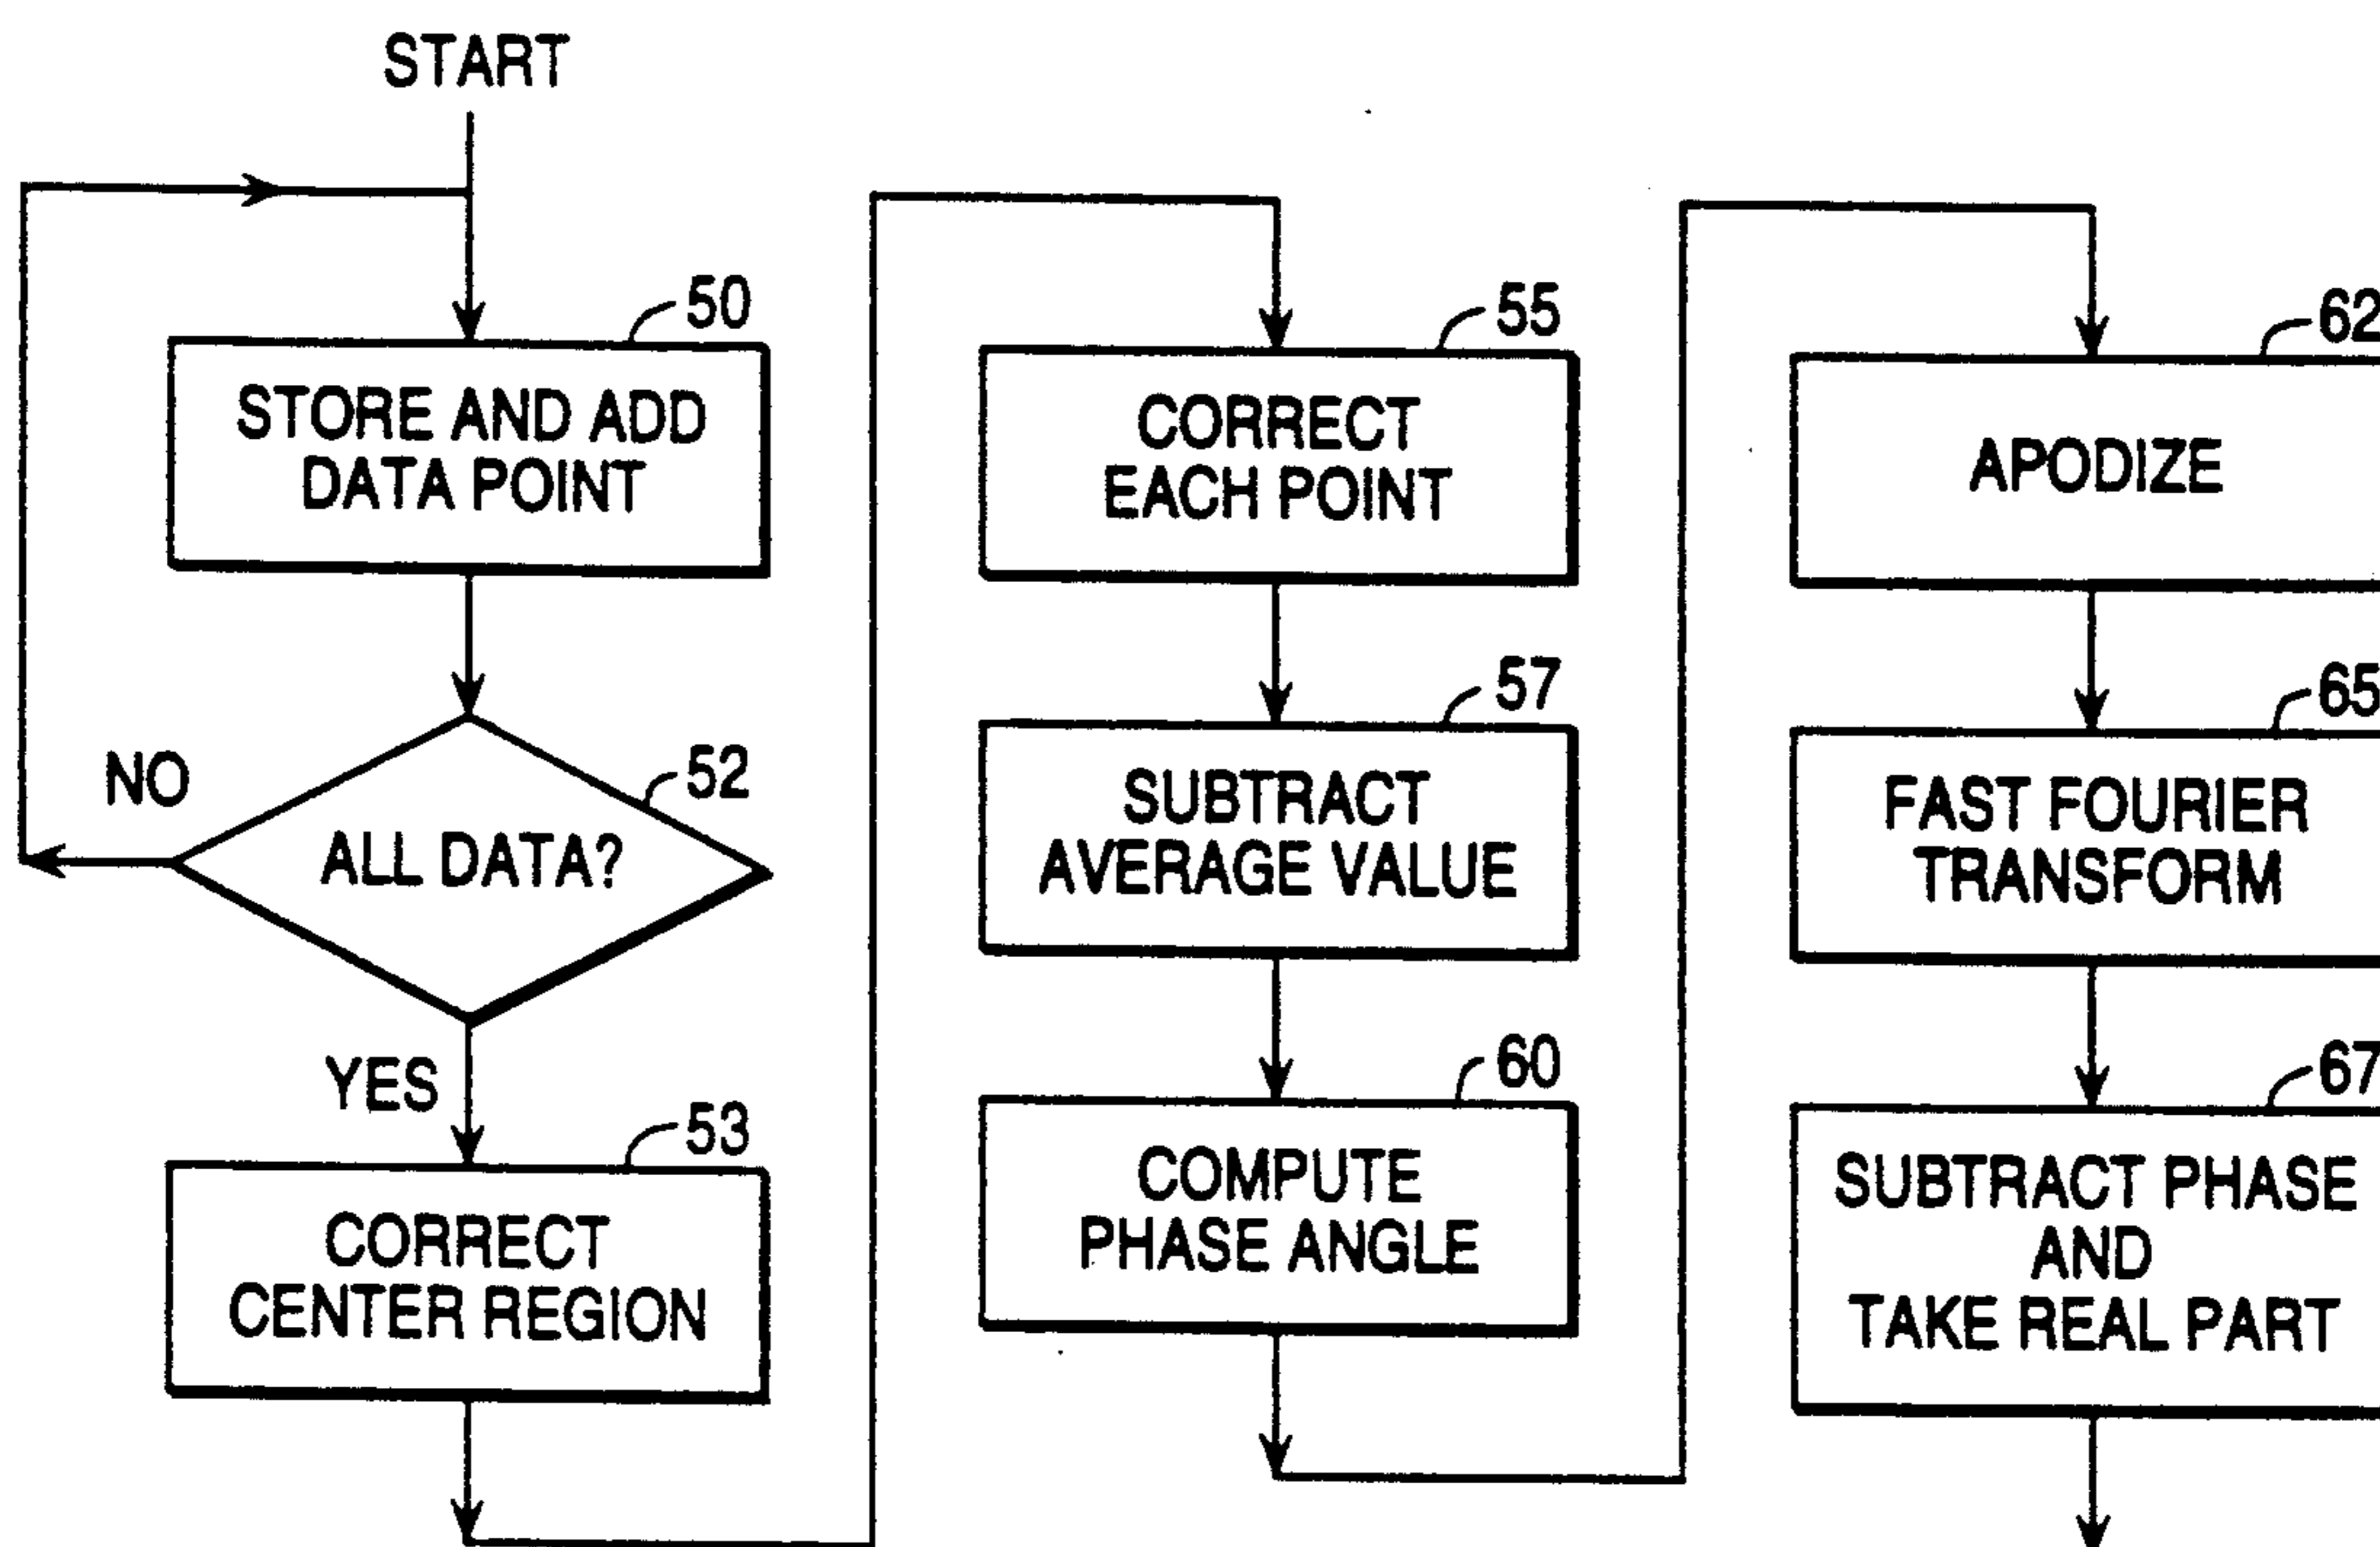 START
50
STORE AND ADD
DATA POINT
NO
52
ALL DATA?
YES
53
CORRECT
CENTER REGION
55
CORRECT
EACH POINT
57
SUBTRACT
AVERAGE VALUE
60
COMPUTE
PHASE ANGLE
62
APODIZE
65
FAST FOURIER
TRANSFORM
67
SUBTRACT PHASE
AND
TAKE REAL PART